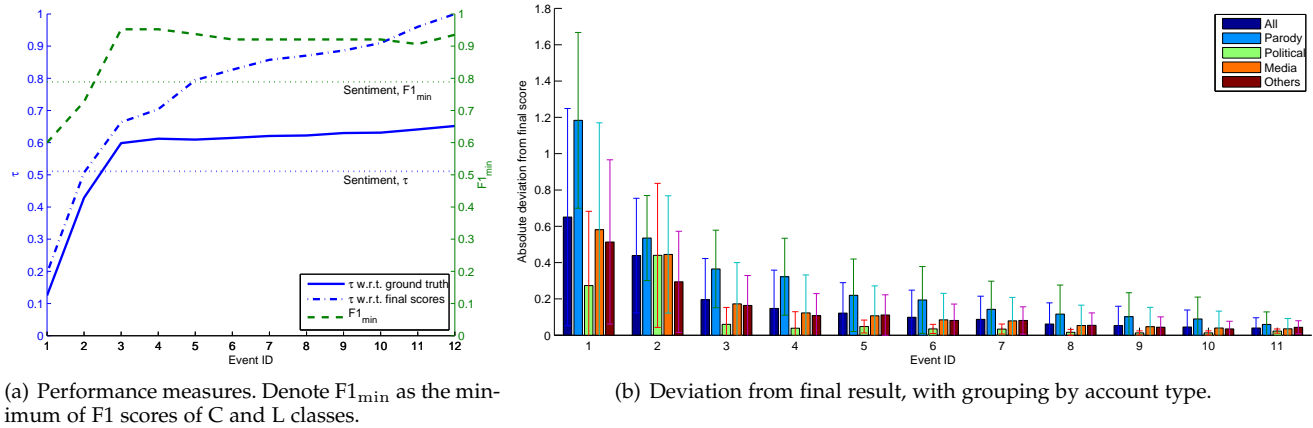 1
0.9
0.8
0.7
0.6
0.5
0.4
0.3
0.2
0.1
0
τ
1
0.9
0.8
0.7
0.6
0.5
0.4
0.3
0.2
0.1
0
F1min
Sentiment, F1min
Sentiment, τ
τ w.r.t. ground truth
τ w.r.t. final scores
F1min
1 2 3 4 5 6 7 8 9 10 11 12
Event ID
(a) Performance measures. Denote F1min as the min-
imum of F1 scores of C and L classes.
1.8
1.6
1.4
1.2
1
0.8
0.6
0.4
0.2
0
Absolute deviation from final score
All
Parody
Political
Media
Others
1 2 3 4 5 6 7 8 9 10 11
Event ID
(b) Deviation from final result, with grouping by account type.